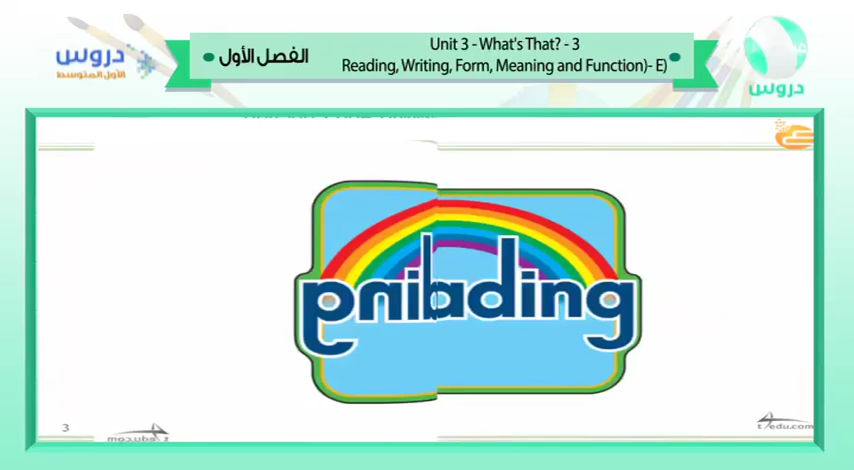 Unit 3 - What's That? - 3
Reading, Writing, Form, Meaning and Function)- E)
الفصل الأول
دروس
الأول المتوسط
دروس
ading
3
t4edu.com